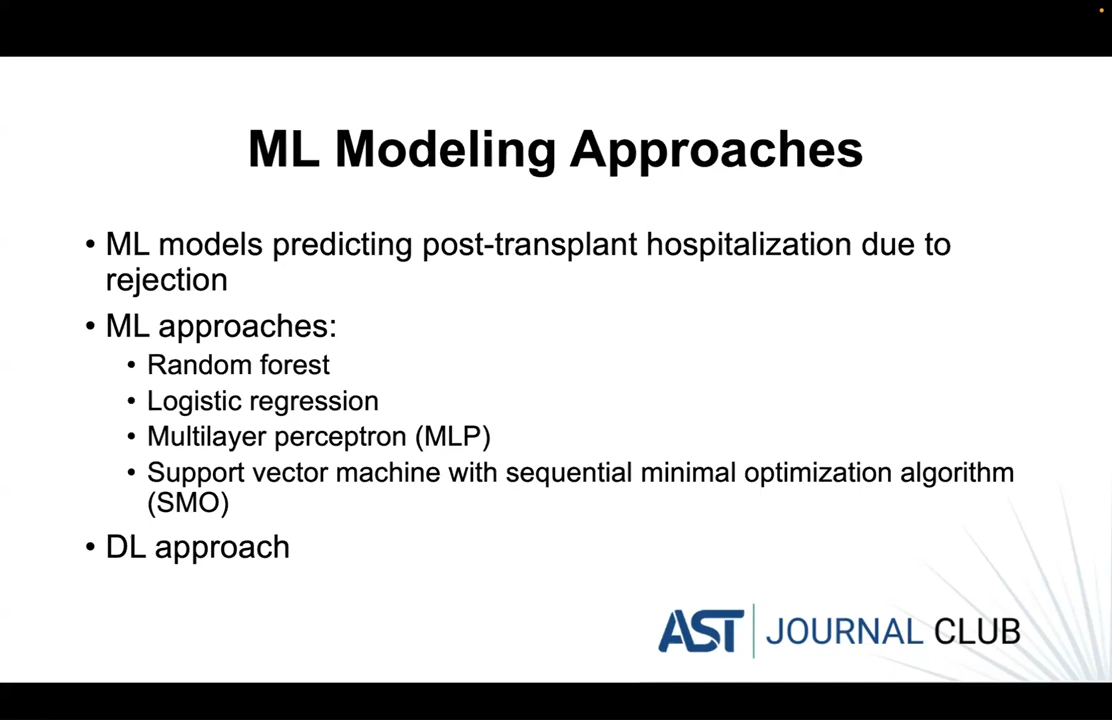 ML Modeling Approaches
• ML models predicting post-transplant hospitalization due to
rejection
• ML approaches:
• Random forest
• Logistic regression
• Multilayer perceptron (MLP)
• Support vector machine with sequential minimal optimization algorithm
(SMO)
• DL approach
AST JOURNAL CLUB